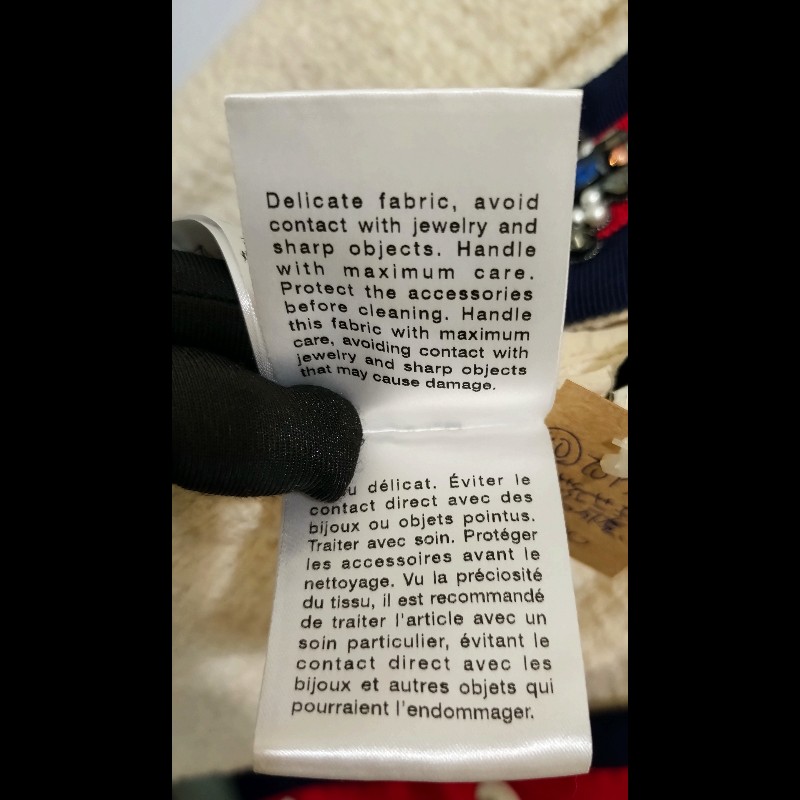 Delicate fabric, avoid
contact with jewelry and
sharp objects. Handle
with maximum care.
Protect the accessories
before cleaning. Handle
this fabric with maximum
care, avoiding contact with
jewelry and sharp objects
that may cause damage.
délicat. Éviter le
contact direct avec des
bijoux ou objets pointus.
Traiter avec soin. Protéger
les accessoires avant le
nettoyage. Vu la préciosité
du tissu, il est recommandé
de traiter l'article avec un
soin particulier, évitant le
contact direct avec les
bijoux et autres objets qui
pourraient l'endommager.